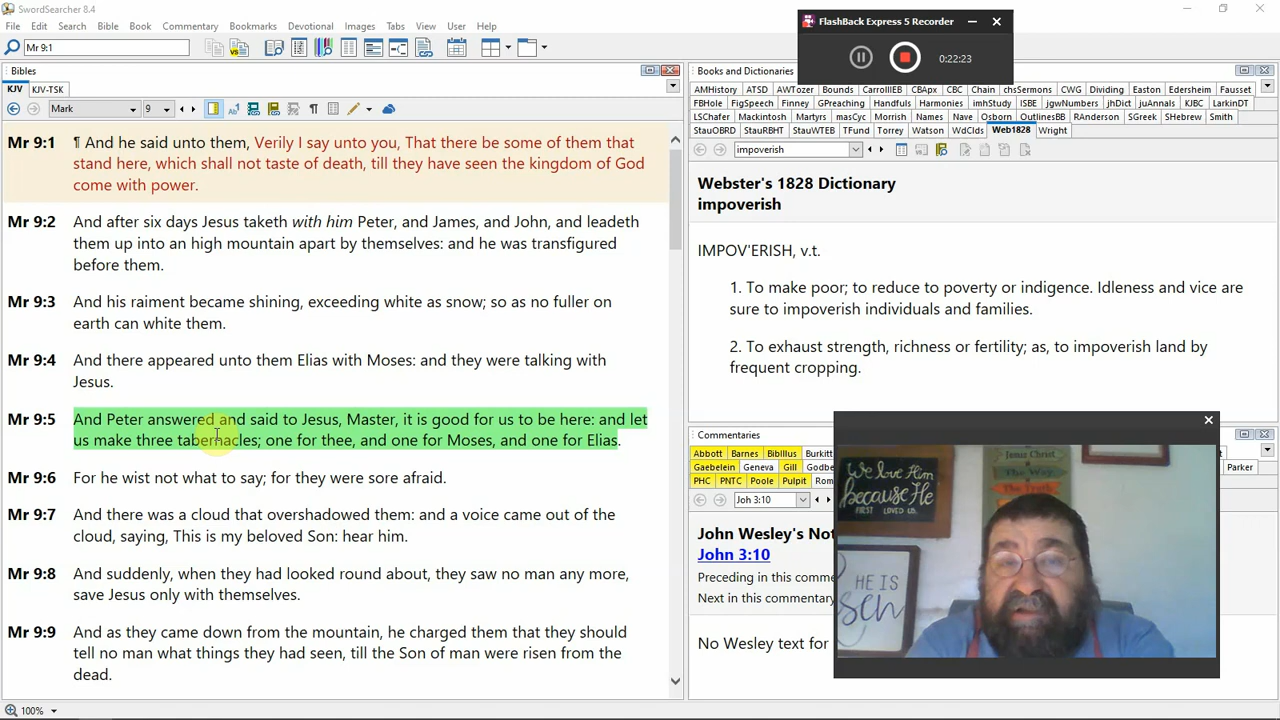 SwordSearcher 8.4
File Edit Search Bible Book Commentary Bookmarks Devotional Images Tabs View User Help
Mr 9:1
FlashBack Express 5 Recorder
0:22:23
Bibles
KJV KJV-TSK
Mark 9
Mr 9:1 ¶ And he said unto them, Verily I say unto you, That there be some of them that
stand here, which shall not taste of death, till they have seen the kingdom of God
come with power.
Mr 9:2 And after six days Jesus taketh with him Peter, and James, and John, and leadeth
them up into an high mountain apart by themselves: and he was transfigured
before them.
Mr 9:3 And his raiment became shining, exceeding white as snow; so as no fuller on
earth can white them.
Mr 9:4 And there appeared unto them Elias with Moses: and they were talking with
Jesus.
Mr 9:5 And Peter answered and said to Jesus, Master, it is good for us to be here: and let
us make three tabernacles; one for thee, and one for Moses, and one for Elias.
Mr 9:6 For he wist not what to say; for they were sore afraid.
Mr 9:7 And there was a cloud that overshadowed them: and a voice came out of the
cloud, saying, This is my beloved Son: hear him.
Mr 9:8 And suddenly, when they had looked round about, they saw no man any more,
save Jesus only with themselves.
Mr 9:9 And as they came down from the mountain, he charged them that they should
tell no man what things they had seen, till the Son of man were risen from the
dead.
100%
Books and Dictionaries
AMHistory ATSD AWTozer Bounds CarollIEB CBApx CBC Chain chsSermons CWG Dividing Easton Edersheim Fausset
FBHole FigSpeech Finney GPreaching Handfuls Harmonies imhStudy ISBE jgwNumbers jhDict juAnnals KJBC LarkinDT
LSChafer Mackintosh Martyrs masCyc Morrish Names Nave Osborn OutlinesBB RAnderson SGreek SHebrew Smith
StauOBRD StauRBHT StauWTEB TFund Torrey Watson WdClds Web1828 Wright
impoverish
Webster's 1828 Dictionary
impoverish
IMPOV'ERISH, v.t.
1. To make poor; to reduce to poverty or indigence. Idleness and vice are
sure to impoverish individuals and families.
2. To exhaust strength, richness or fertility; as, to impoverish land by
frequent cropping.
Commentaries
Abbott Barnes BibIllus Burkitt
Gaebelein Geneva Gill Godbe Parker
PHC PNTC Poole Pulpit Rom
Joh 3:10
John Wesley's Not
John 3:10
Preceding in this comme
Next in this commentary
No Wesley text for
We love Him
because He
FIRST LOVED US.
Jesus Christ
The Way
The Truth
HE IS